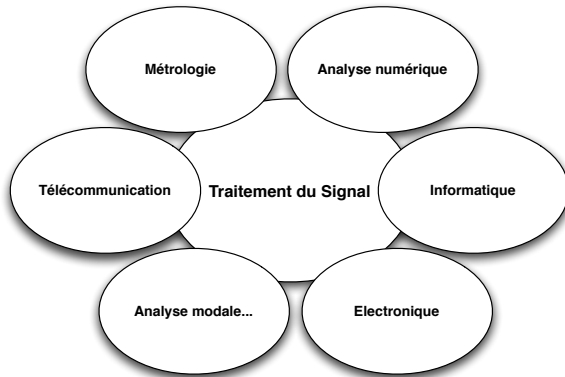 Métrologie
Analyse numérique
Télécommunication
Traitement du Signal
Informatique
Analyse modale...
Electronique